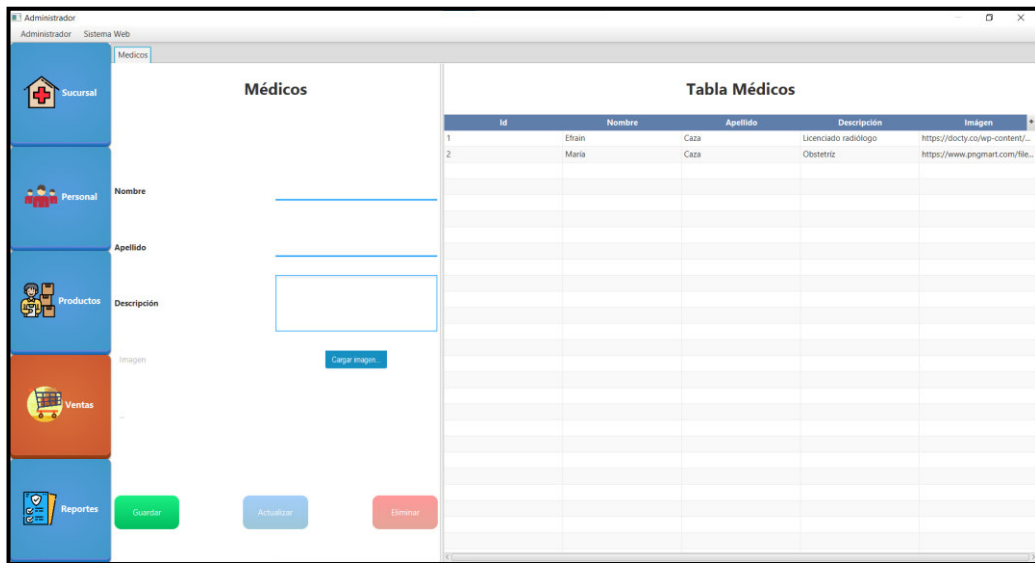 Administrador
Administrador Sistema Web
Sucursal
Personal
Productos
Ventas
Reportes
Medicos
Médicos
Nombre
Apellido
Descripción
Imagen
Cargar imagen...
...
Guardar Actualizar Eliminar
Tabla Médicos
Id Nombre Apellido Descripción Imágen +
1 Efrain Caza Licenciado radiólogo https://docty.co/wp-content/...
2 María Caza Obstetríz https://www.pngmart.com/file...